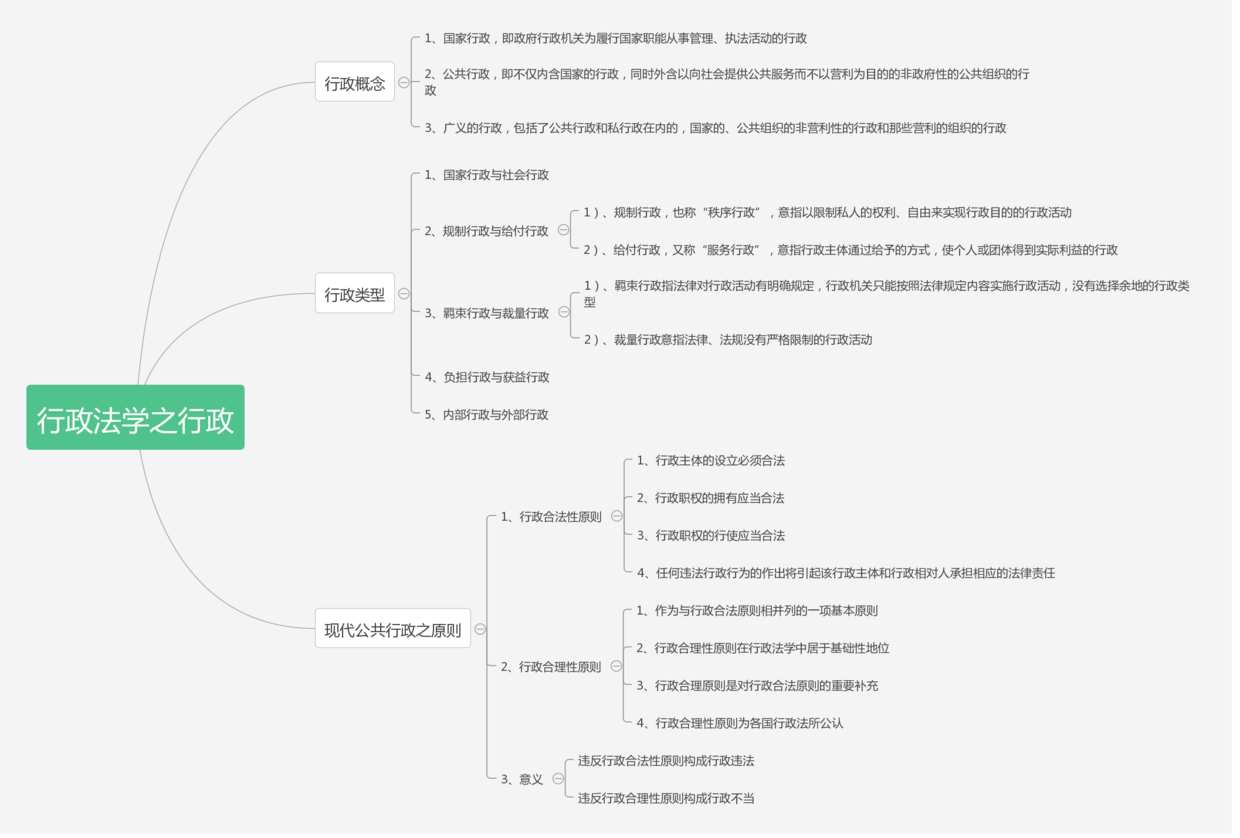 行政法学之行政
行政概念
1、国家行政，即政府行政机关为履行国家职能从事管理、执法活动的行政
2、公共行政，即不仅内含国家的行政，同时外含以向社会提供公共服务而不以营利为目的的非政府性的公共组织的行
政
3、广义的行政，包括了公共行政和私行政在内的，国家的、公共组织的非营利性的行政和那些营利的组织的行政
行政类型
1、国家行政与社会行政
2、规制行政与给付行政
1）、规制行政，也称“秩序行政”，意指以限制私人的权利、自由来实现行政目的的行政活动
2）、给付行政，又称“服务行政”，意指行政主体通过给予的方式，使个人或团体得到实际利益的行政
3、羁束行政与裁量行政
1）、羁束行政指法律对行政活动有明确规定，行政机关只能按照法律规定内容实施行政活动，没有选择余地的行政类
型
2）、裁量行政意指法律、法规没有严格限制的行政活动
4、负担行政与获益行政
5、内部行政与外部行政
现代公共行政之原则
1、行政合法性原则
1、行政主体的设立必须合法
2、行政职权的拥有应当合法
3、行政职权的行使应当合法
4、任何违法行政行为的作出将引起该行政主体和行政相对人承担相应的法律责任
2、行政合理性原则
1、作为与行政合法原则相并列的一项基本原则
2、行政合理性原则在行政法学中居于基础性地位
3、行政合理原则是对行政合法原则的重要补充
4、行政合理性原则为各国行政法所公认
3、意义
违反行政合法性原则构成行政违法
违反行政合理性原则构成行政不当